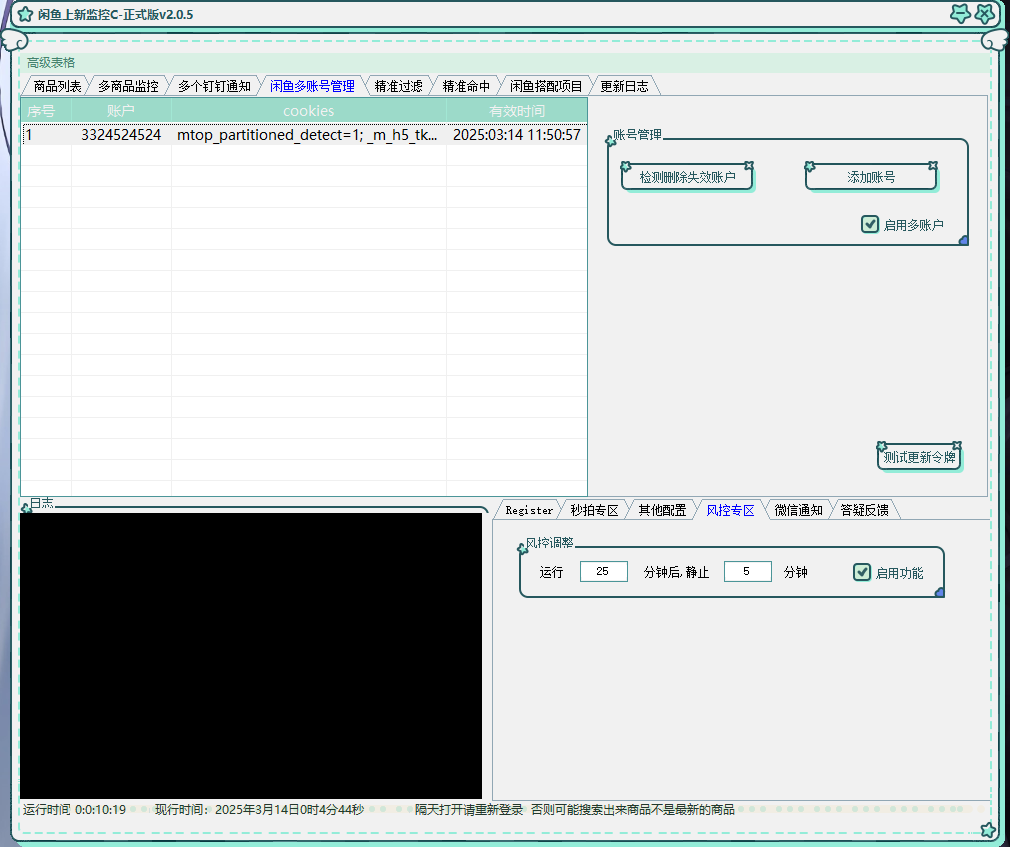 闲鱼上新监控C-正式版v2.0.5
高级表格
商品列表 多商品监控 多个钉钉通知 闲鱼多账号管理 精准过滤 精准命中 闲鱼搭配项目 更新日志
序号 账户 cookies 有效时间
1 3324524524 mtop_partitioned_detect=1; _m_h5_tk... 2025:03:14 11:50:57
账号管理
检测删除失效账户 添加账号
启用多账户
测试更新令牌
日志
Register 秒拍专区 其他配置 风控专区 微信通知 答疑反馈
风控调整
运行 25 分钟后,静止 5 分钟 启用功能
运行时间 0:0:10:19 现行时间: 2025年3月14日0时4分44秒 隔天打开请重新登录 否则可能搜索出来商品不是最新的商品